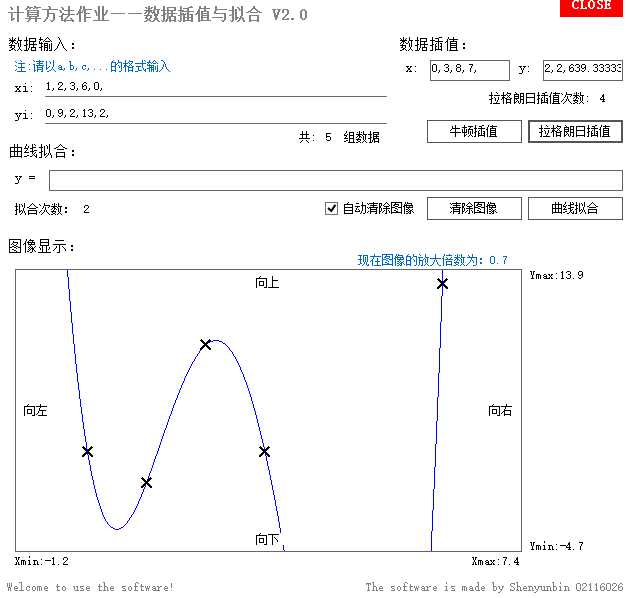 计算方法作业——数据插值与拟合 V2.0
CLOSE
数据输入：
数据插值：
注:请以a,b,c,...的格式输入
x: 0,3,8,7, y: 2,2,639.33333
xi: 1,2,3,6,0,
拉格朗日插值次数: 4
yi: 0,9,2,13,2,
共: 5 组数据
牛顿插值 拉格朗日插值
曲线拟合：
y =
拟合次数: 2
自动清除图像 清除图像 曲线拟合
图像显示：
现在图像的放大倍数为: 0.7
向上
Ymax:13.9
向左
向右
向下
Ymin:-4.7
Xmin:-1.2
Xmax:7.4
Welcome to use the software!
The software is made by Shenyunbin 02116026